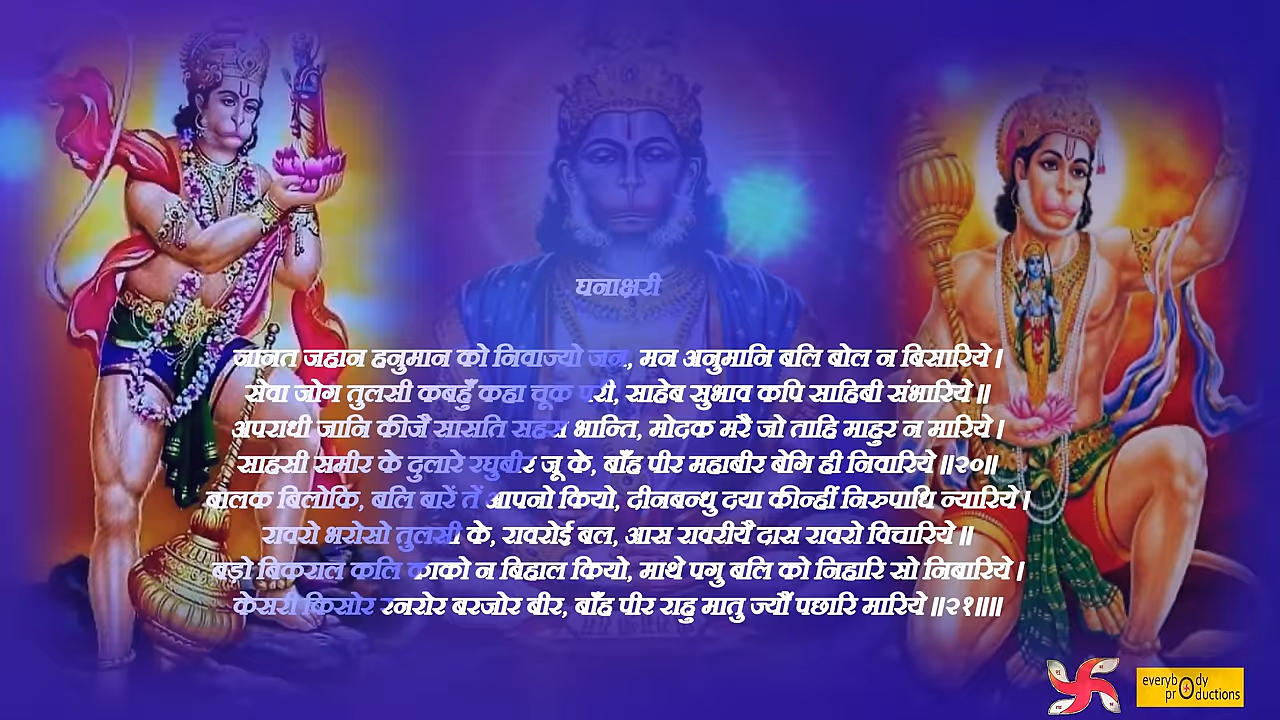 घनाक्षरी
जानत जहान हनुमान को निवाज्यो जन, मन अनुमानि बलि बोल न बिसारिये।
सेवा जोग तुलसी कबहुँ कहा चूक परी, साहेब सुभाव कपि साहिबी संभारिये॥
अपराधी जानि कीजै सासति सहस भान्ति, मोदक मरै जो ताहि माहुर न मारिये।
साहसी समीर के दुलारे रघुबीर जू के, बाँह पीर महाबीर बेगि ही निवारिये॥२०॥
बालक बिलोकि, बलि बारें तें आपनो कियो, दीनबन्धु दया कीन्हीं निरुपाधि न्यारिये।
रावरो भरोसो तुलसी के, रावरोई बल, आस रावरीयै दास रावरो विचारिये॥
बड़ो बिकराल कलि काको न बिहाल कियो, माथे पगु बलि को निहारि सो निबारिये।
केसरी किसोर रनरोर बरजोर बीर, बाँह पीर राहु मातु ज्यौं पछारि मारिये॥२१॥॥
everybody
productions